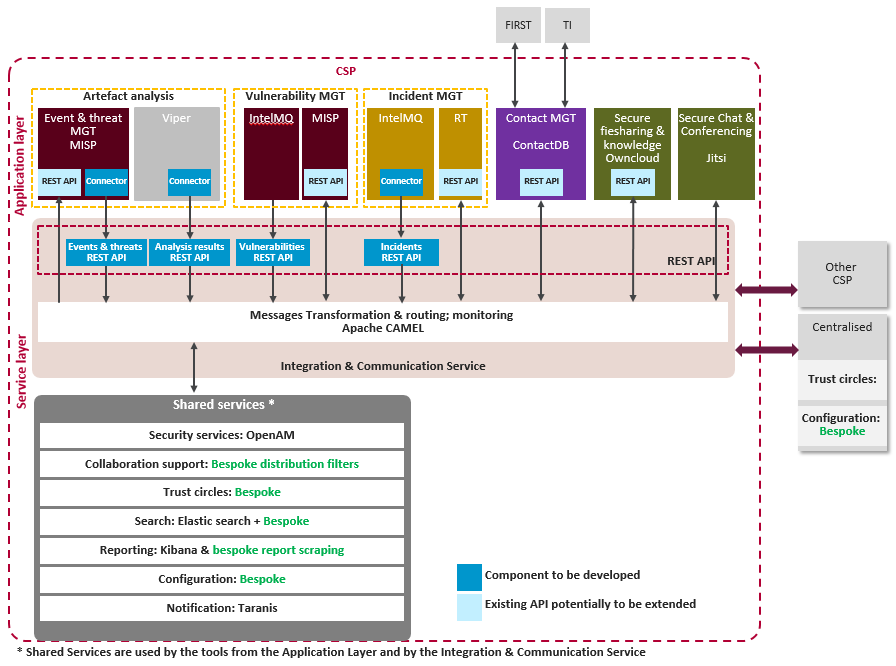 FIRST
TI
CSP
Application layer
Artefact analysis
Vulnerability MGT
Incident MGT
Event & threat
MGT
MISP
REST API
Connector
Viper
Connector
IntelMQ
MISP
REST API
IntelMQ
Connector
RT
REST API
Contact MGT
ContactDB
REST API
Secure
fiesharing &
knowledge
Owncloud
REST API
Secure Chat &
Conferencing
Jitsi
Events & threats
REST API
Analysis results
REST API
Vulnerabilities
REST API
Incidents
REST API
REST API
Service layer
Messages Transformation & routing; monitoring
Apache CAMEL
Integration & Communication Service
Other
CSP
Centralised
Trust circles:
Configuration:
Bespoke
Shared services *
Security services: OpenAM
Collaboration support: Bespoke distribution filters
Trust circles: Bespoke
Search: Elastic search + Bespoke
Reporting: Kibana & bespoke report scraping
Configuration: Bespoke
Notification: Taranis
Component to be developed
Existing API potentially to be extended
* Shared Services are used by the tools from the Application Layer and by the Integration & Communication Service